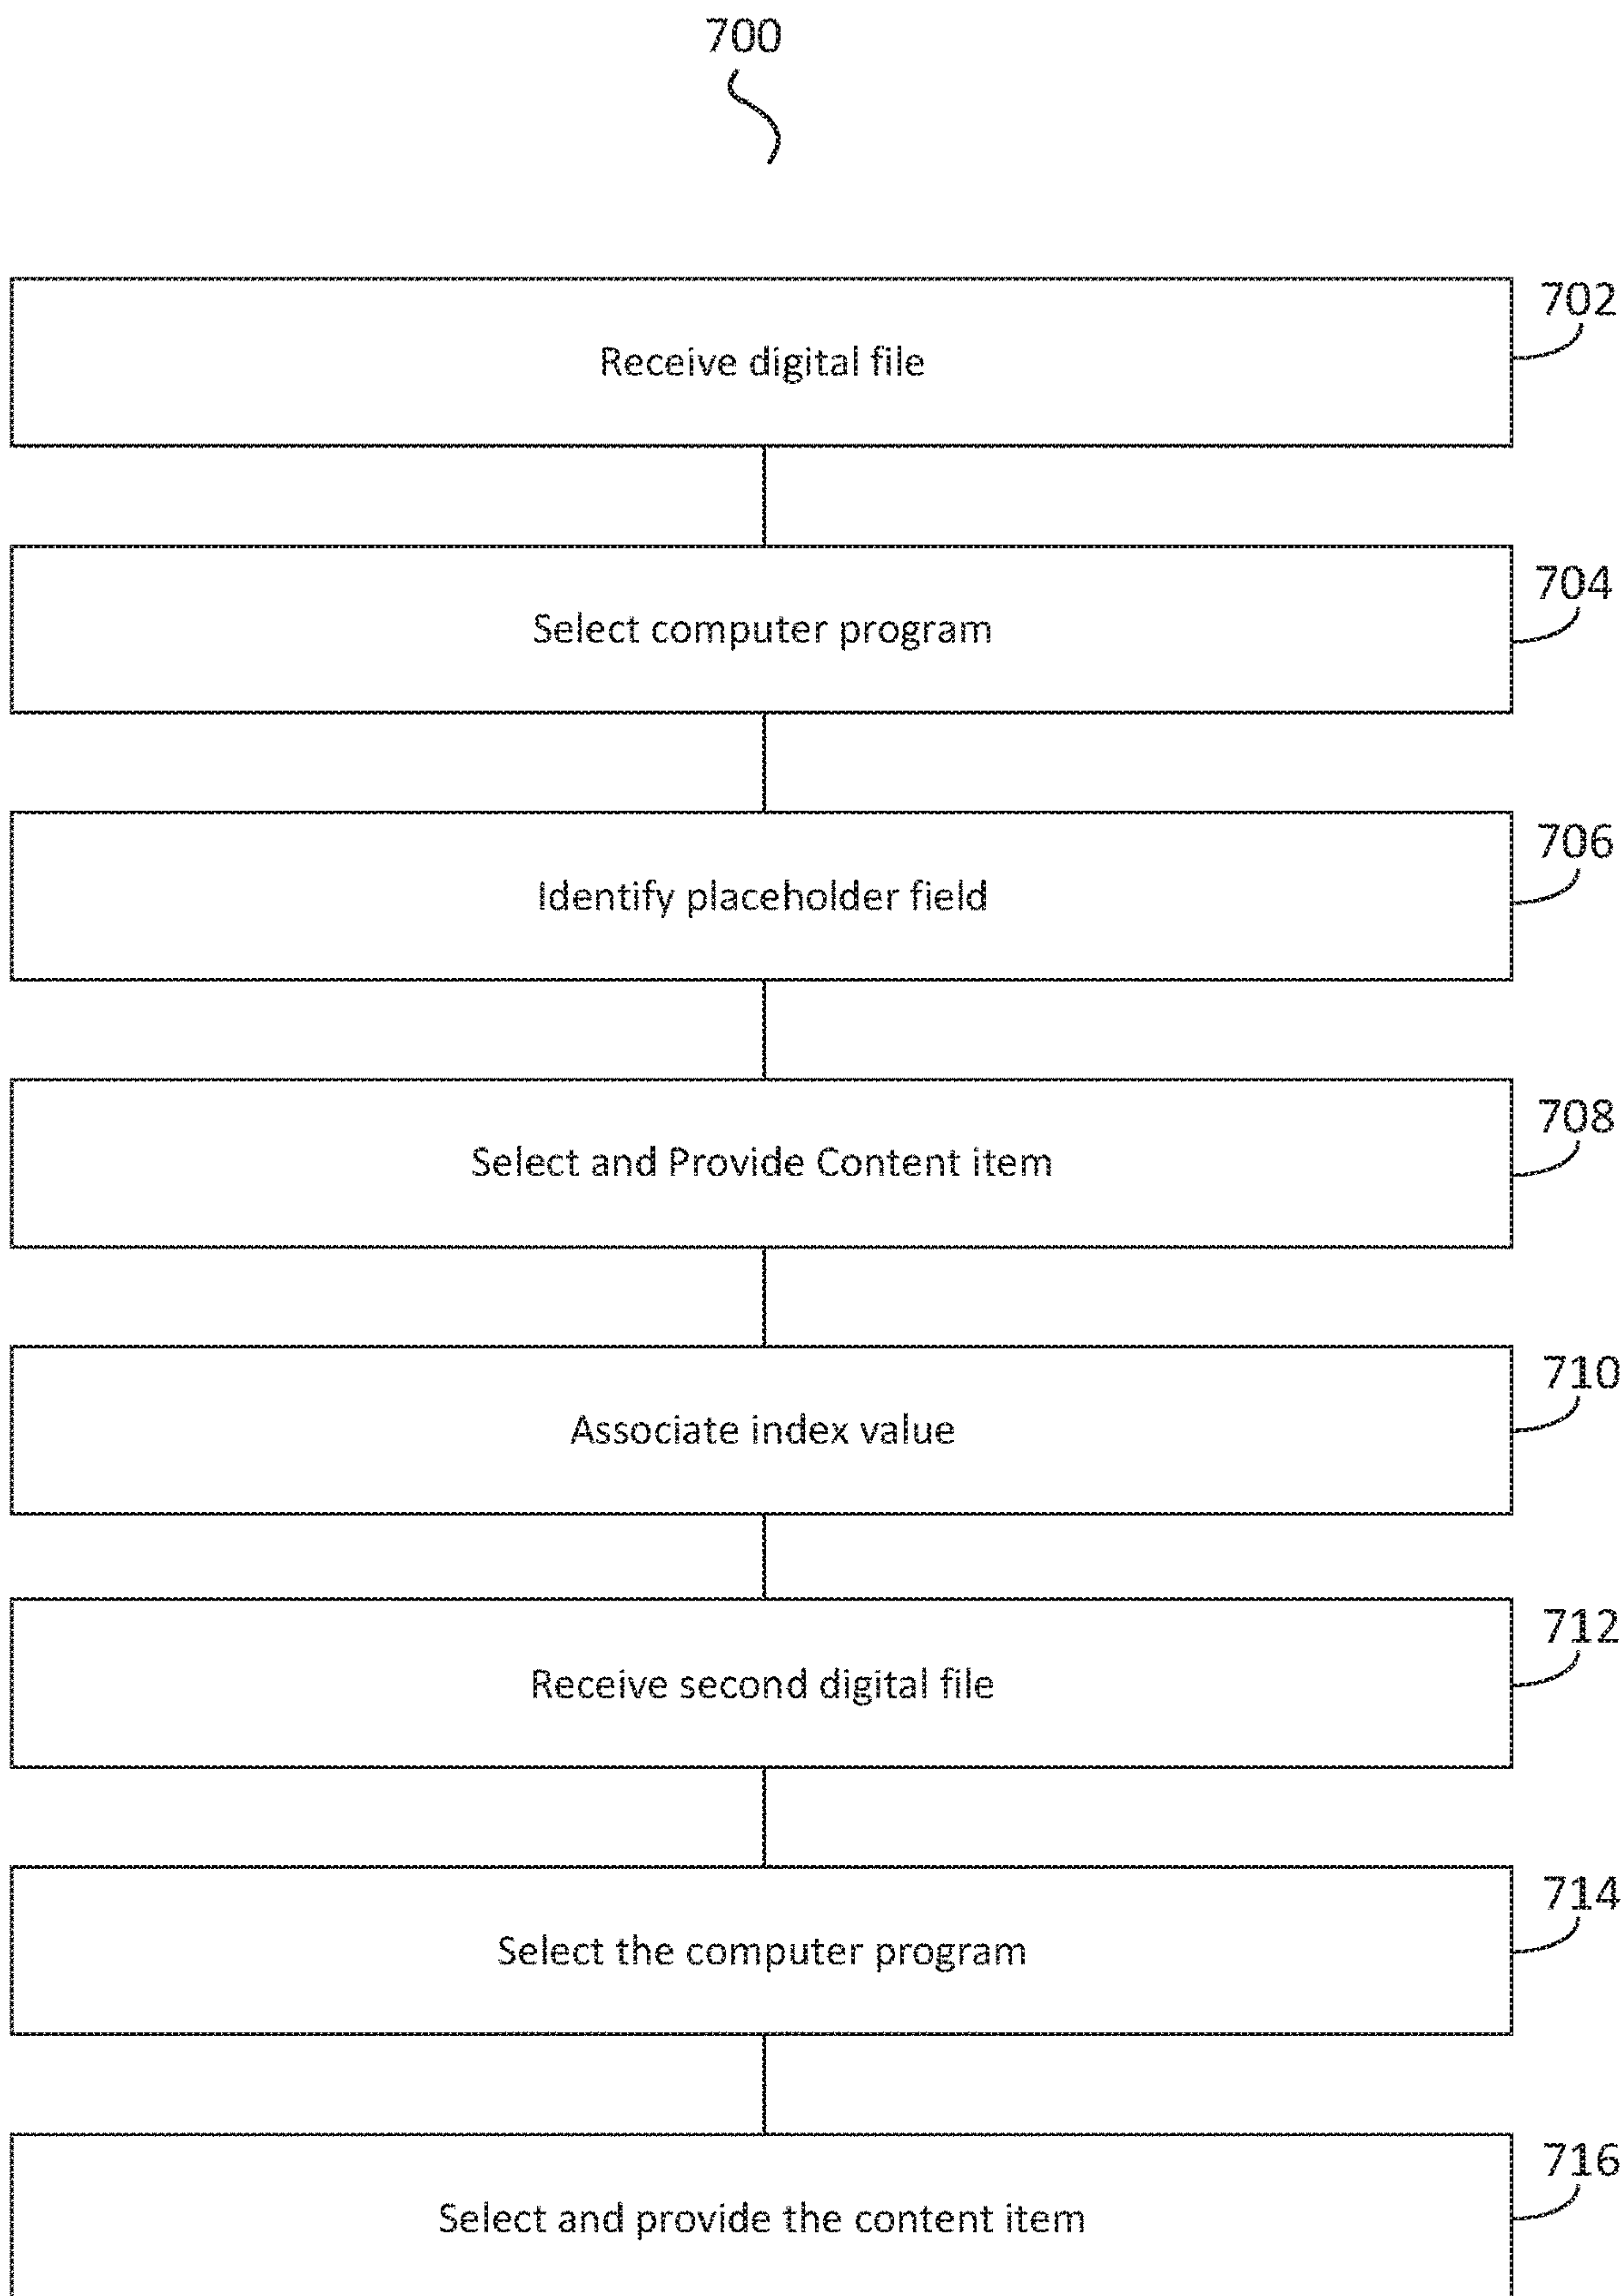 700
702
Receive digital file
704
Select computer program
706
Identify placeholder field
708
Select and Provide Content item
710
Associate index value
712
Receive second digital file
714
Select the computer program
716
Select and provide the content item